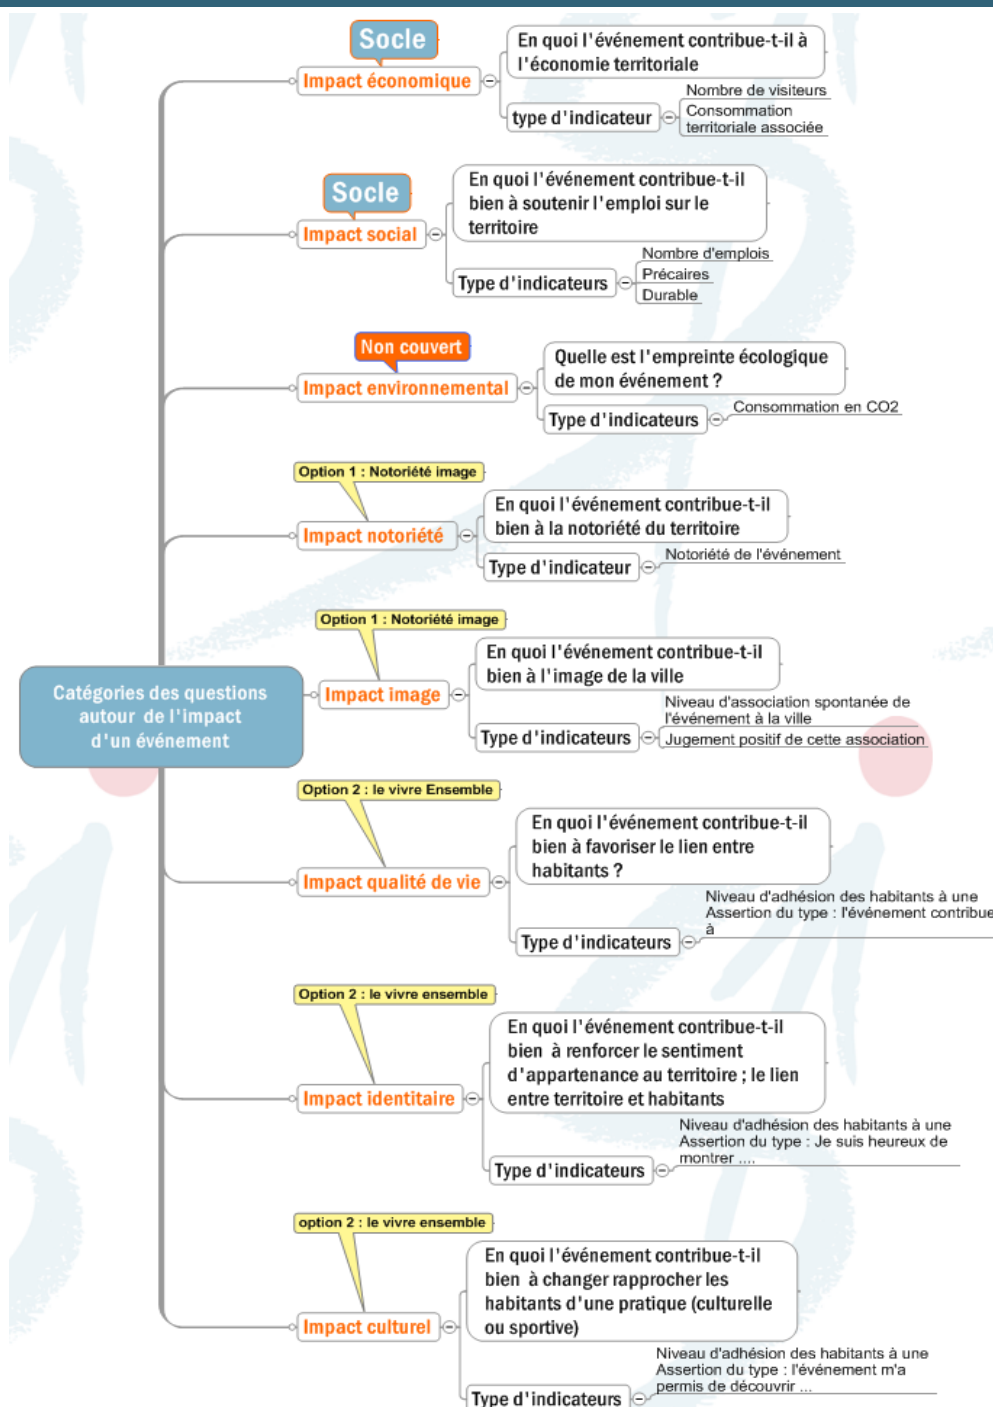 Socle
Impact économique
En quoi l'événement contribue-t-il à
l'économie territoriale
type d'indicateur
Nombre de visiteurs
Consommation
territoriale associée
Socle
Impact social
En quoi l'événement contribue-t-il
bien à soutenir l'emploi sur le
territoire
Type d'indicateurs
Nombre d'emplois
Précaires
Durable
Non couvert
Impact environnemental
Quelle est l'empreinte écologique
de mon événement ?
Type d'indicateurs
Consommation en CO2
Option 1 : Notoriété image
Impact notoriété
En quoi l'événement contribue-t-il
bien à la notoriété du territoire
Type d'indicateur
Notoriété de l'événement
Option 1 : Notoriété image
Impact image
En quoi l'événement contribue-t-il
bien à l'image de la ville
Type d'indicateurs
Niveau d'association spontanée de
l'événement à la ville
Jugement positif de cette association
Catégories des questions
autour de l'impact
d'un événement
Option 2 : le vivre Ensemble
Impact qualité de vie
En quoi l'événement contribue-t-il
bien à favoriser le lien entre
habitants ?
Type d'indicateurs
Niveau d'adhésion des habitants à une
Assertion du type : l'événement contribue
à
Option 2 : le vivre ensemble
Impact identitaire
En quoi l'événement contribue-t-il
bien à renforcer le sentiment
d'appartenance au territoire ; le lien
entre territoire et habitants
Type d'indicateurs
Niveau d'adhésion des habitants à une
Assertion du type : Je suis heureux de
montrer ....
option 2 : le vivre ensemble
Impact culturel
En quoi l'événement contribue-t-il
bien à changer rapprocher les
habitants d'une pratique (culturelle
ou sportive)
Type d'indicateurs
Niveau d'adhésion des habitants à une
Assertion du type : l'événement m'a
permis de découvrir ...